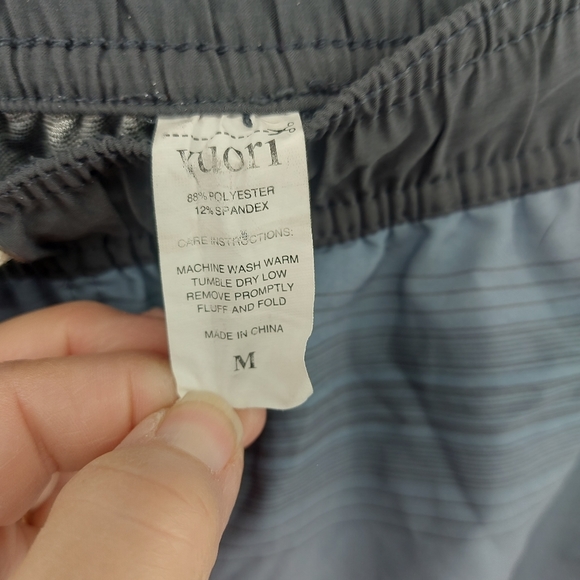 88% POLYESTER
12% SPANDEX
CARE INSTRUCTIONS:
MACHINE WASH WARM
TUMBLE DRY LOW
REMOVE PROMPTLY
FLUFF AND FOLD
MADE IN CHINA
M